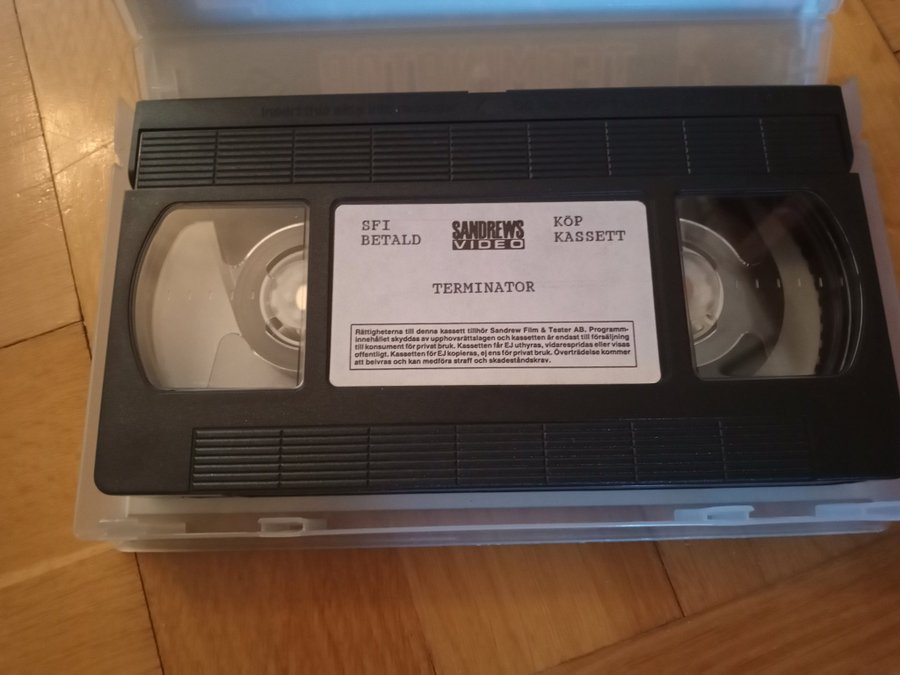 SFI BETALD
SANDREWS VIDEO
KÖP KASSETT
TERMINATOR
Rättigheterna till denna kassett tillhör Sandrew Film & Teater AB. Programm-
innehållet skyddas av upphovsrättslagen och kassetten är endast till försäljning
till konsument för privat bruk. Kassetten får EJ uthyras, vidarespridas eller visas
offentligt. Kassetten för EJ kopieras, ej ens för privat bruk. Överträdelse kommer
att beivras och kan medföra straff och skadeståndskrav.